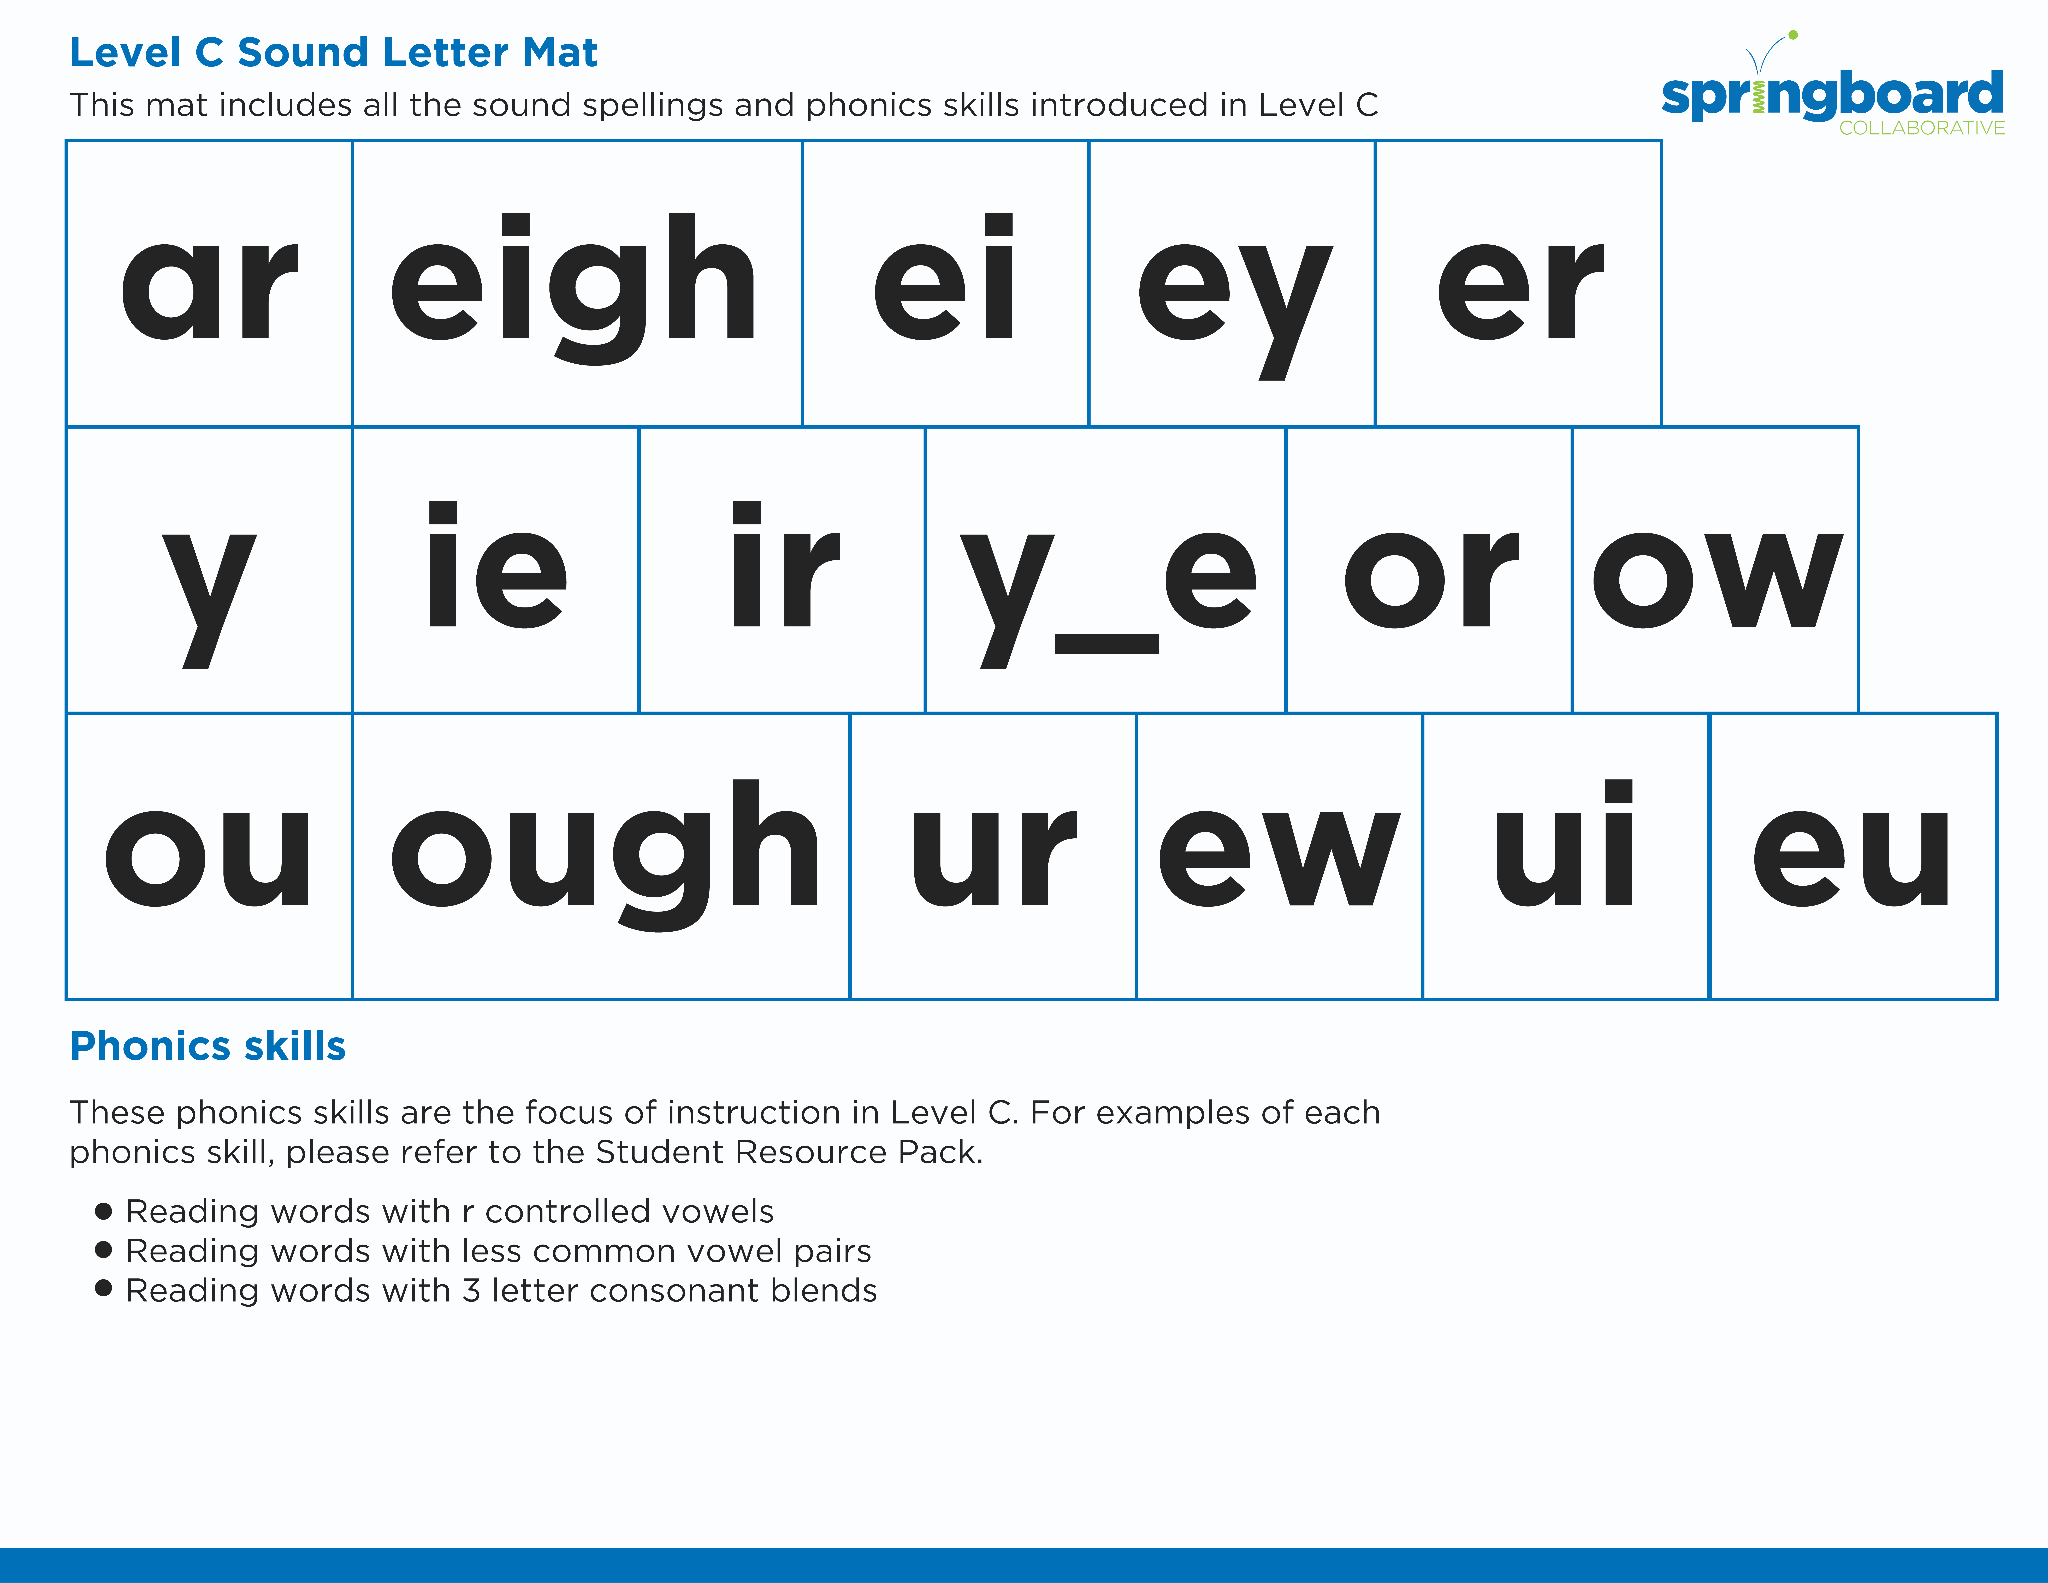 Level C Sound Letter Mat
This mat includes all the sound spellings and phonics skills introduced in Level C
springboard
COLLABORATIVE
ar eigh ei ey er
y ie ir y_e or ow
ou ough ur ew ui eu
Phonics skills
These phonics skills are the focus of instruction in Level C. For examples of each
phonics skill, please refer to the Student Resource Pack.
● Reading words with r controlled vowels
● Reading words with less common vowel pairs
● Reading words with 3 letter consonant blends